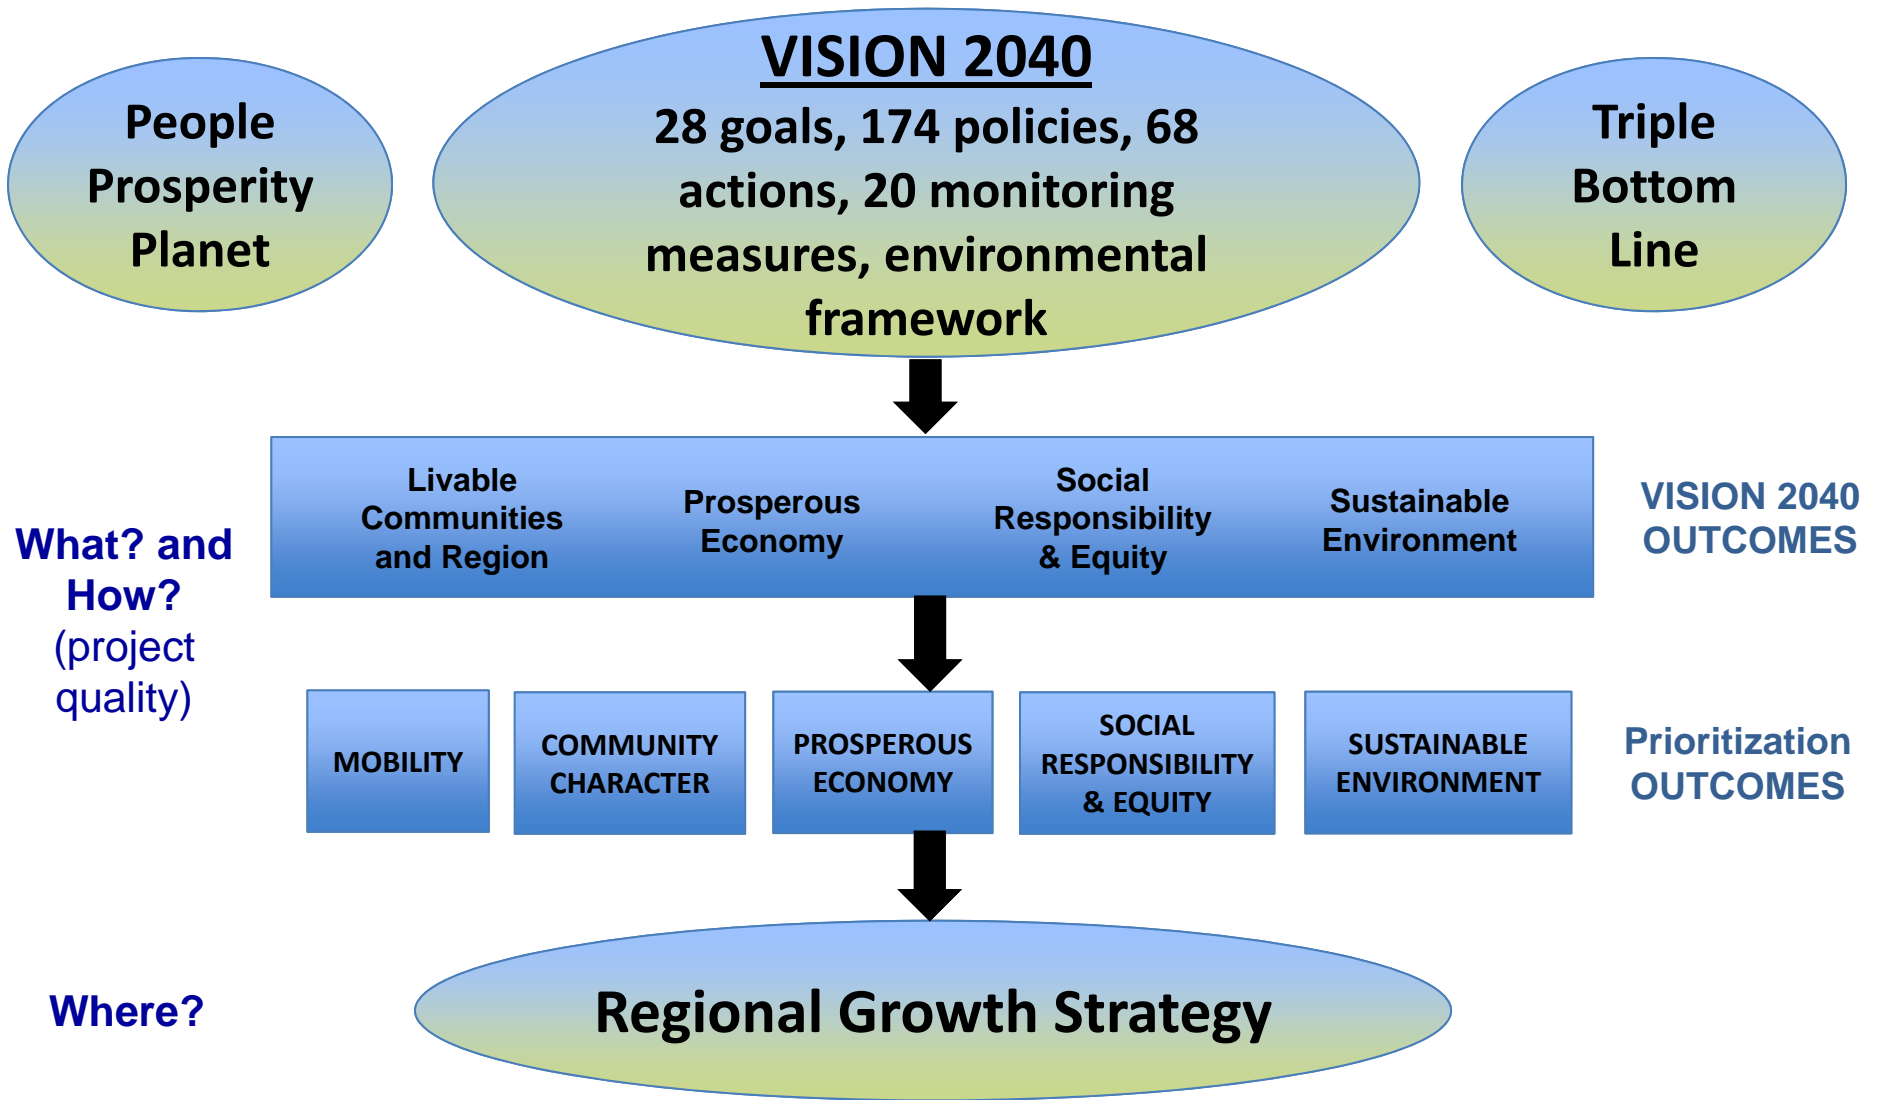 People
Prosperity
Planet
VISION 2040
28 goals, 174 policies, 68
actions, 20 monitoring
measures, environmental
framework
Triple
Bottom
Line
What? and
How?
(project
quality)
Livable
Communities
and Region
Prosperous
Economy
Social
Responsibility
& Equity
Sustainable
Environment
VISION 2040
OUTCOMES
MOBILITY
COMMUNITY
CHARACTER
PROSPEROUS
ECONOMY
SOCIAL
RESPONSIBILITY
& EQUITY
SUSTAINABLE
ENVIRONMENT
Prioritization
OUTCOMES
Where?
Regional Growth Strategy